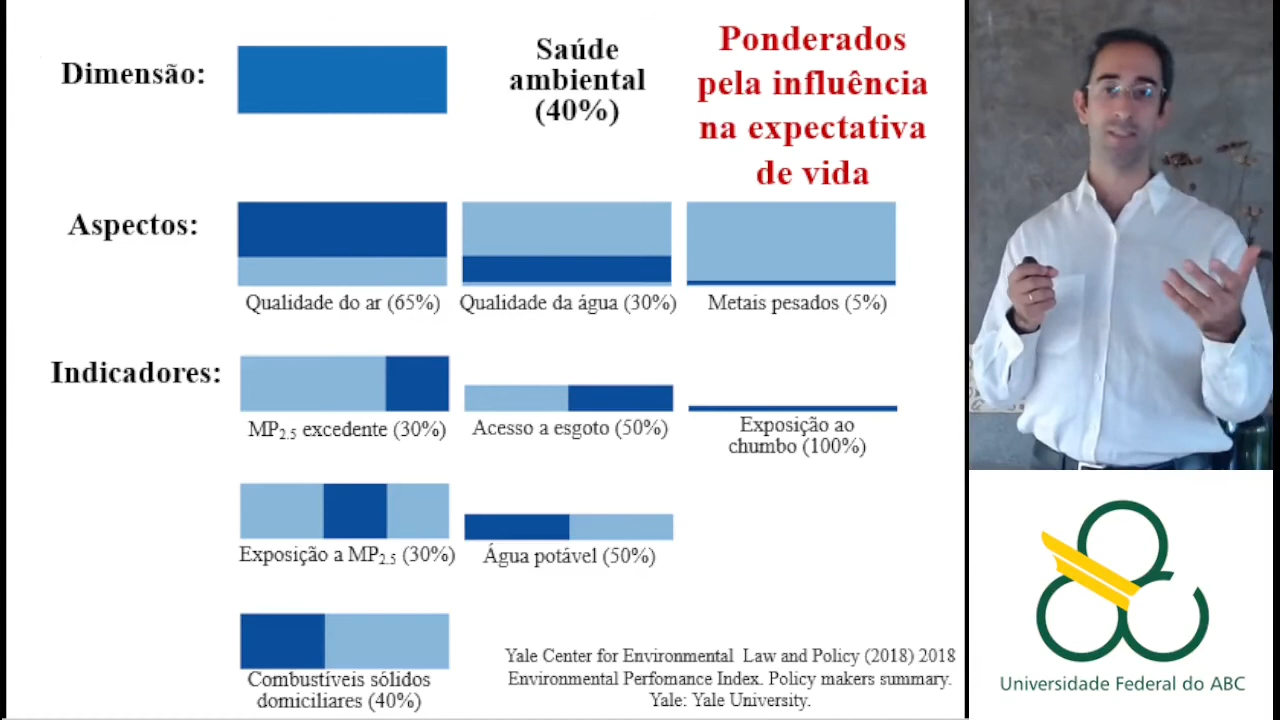 Dimensão:
Saúde
ambiental
(40%)
Ponderados
pela influência
na expectativa
de vida
Aspectos:
Qualidade do ar (65%)
Qualidade da água (30%)
Metais pesados (5%)
Indicadores:
MP2.5 excedente (30%)
Acesso a esgoto (50%)
Exposição ao
chumbo (100%)
Exposição a MP2.5 (30%)
Água potável (50%)
Combustíveis sólidos
domiciliares (40%)
Yale Center for Environmental Law and Policy (2018) 2018
Environmental Perfomance Index. Policy makers summary.
Yale: Yale University.
Universidade Federal do ABC